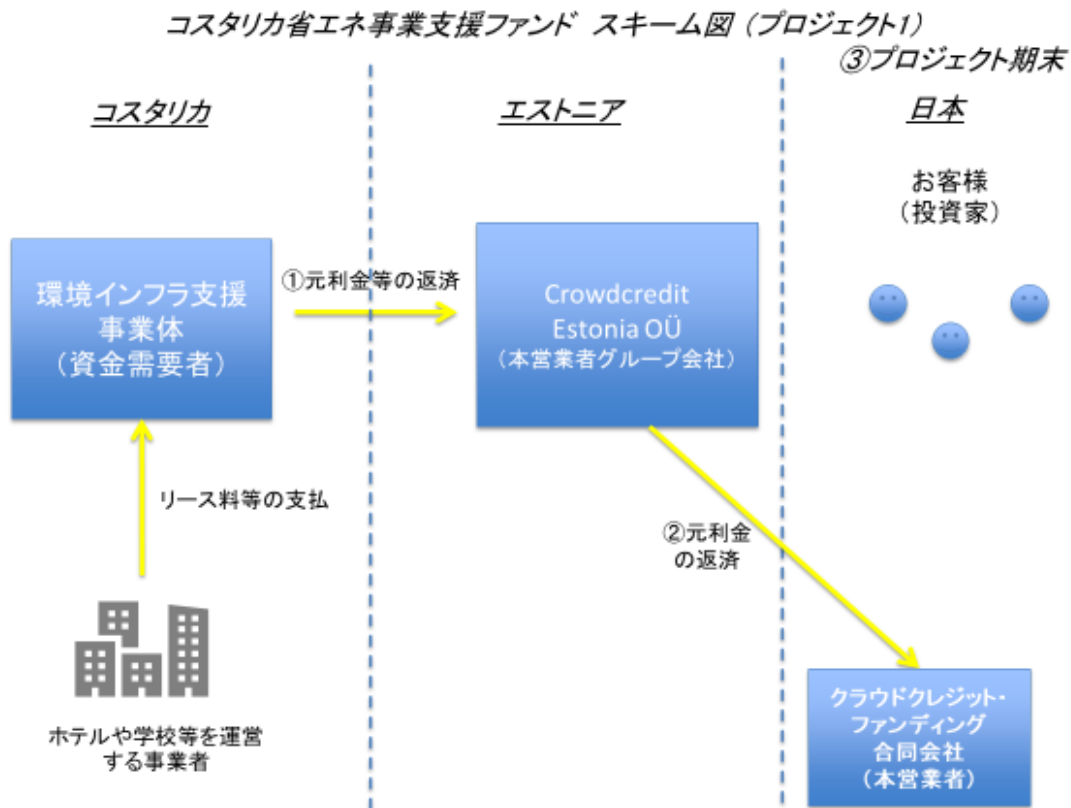 コスタリカ省エネ事業支援ファンド スキーム図（プロジェクト1）
③プロジェクト期末
コスタリカ
エストニア
日本
お客様
（投資家）
環境インフラ支援
事業体
（資金需要者）
①元利金等の返済
Crowdcredit
Estonia OÜ
（本営業者グループ会社）
リース料等の支払
②元利金
の返済
ホテルや学校等を運営
する事業者
クラウドクレジット・
ファンディング
合同会社
（本営業者）